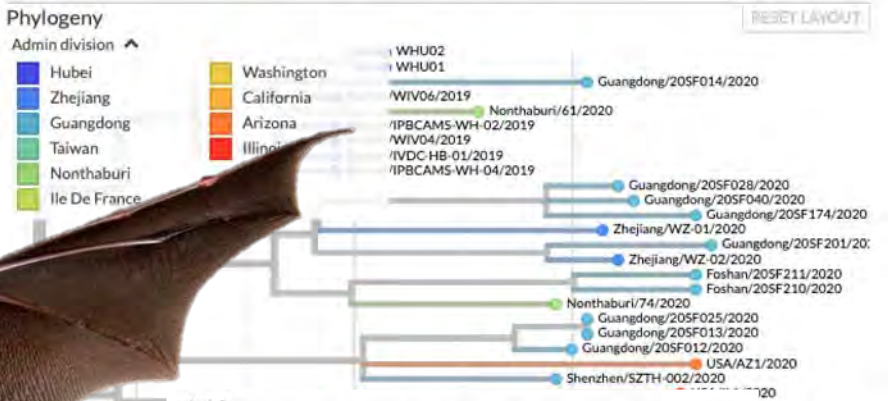 Phylogeny
RESET LAYOUT
Admin division
Hubei
Zhejiang
Guangdong
Taiwan
Nonthaburi
Ile De France
Washington
California
Arizona
WHU02
WHU01
Guangdong/20SF014/2020
/WIV06/2019
Nonthaburi/61/2020
/IPBCAMS-WH-02/2019
/WIV04/2019
/IVDC-HB-01/2019
/IPBCAMS-WH-04/2019
Guangdong/20SF028/2020
Guangdong/20SF040/2020
Guangdong/20SF174/2020
Zhejiang/WZ-01/2020
Guangdong/20SF201/202
Zhejiang/WZ-02/2020
Foshan/20SF211/2020
Foshan/20SF210/2020
Nonthaburi/74/2020
Guangdong/20SF025/2020
Guangdong/20SF013/2020
Guangdong/20SF012/2020
USA/AZ1/2020
Shenzhen/SZTH-002/2020